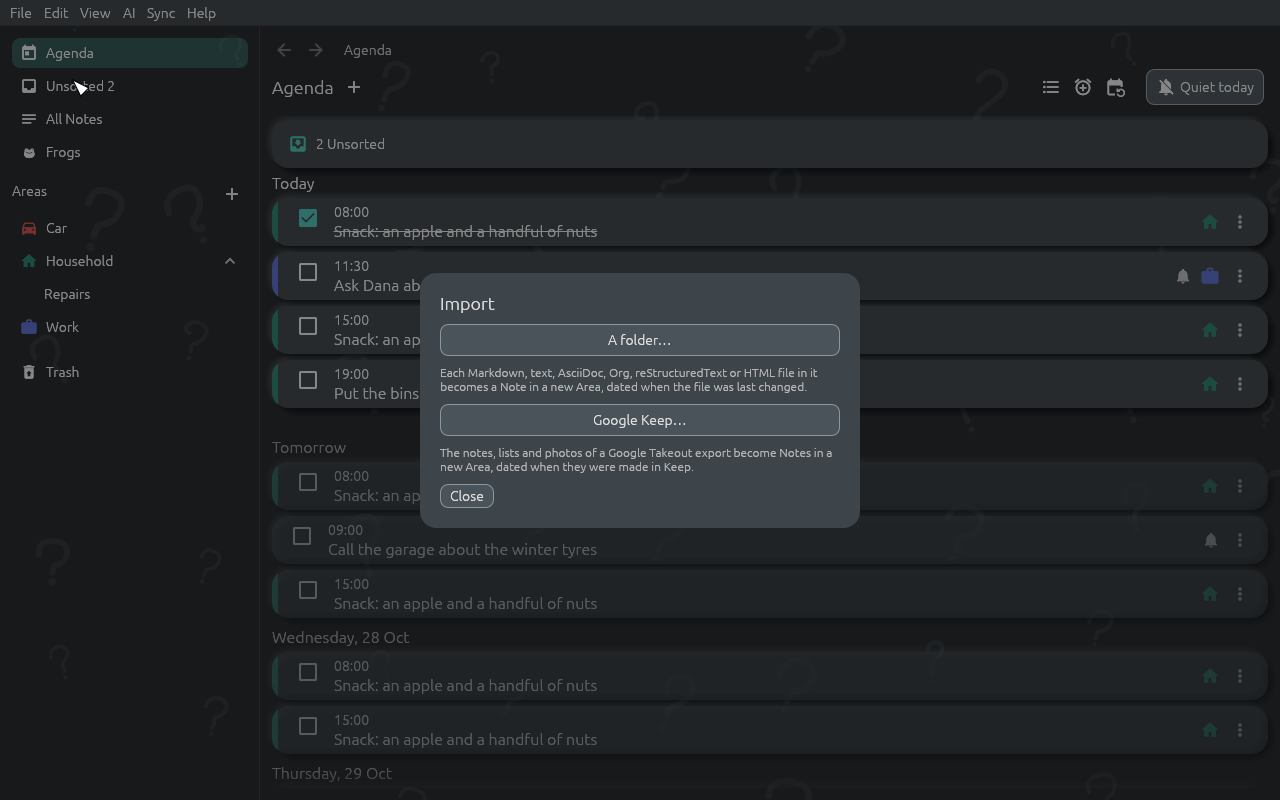 File Edit View AI Sync Help
Agenda
Unsorted 2
All Notes
Frogs
Areas
Car
Household
Repairs
Work
Trash
Agenda
Agenda
Quiet today
2 Unsorted
Today
08:00
Snack: an apple and a handful of nuts
11:30
Ask Dana ab
15:00
Snack: an ap
19:00
Put the bins
Import
A folder…
Each Markdown, text, AsciiDoc, Org, reStructuredText or HTML file in it
becomes a Note in a new Area, dated when the file was last changed.
Google Keep…
The notes, lists and photos of a Google Takeout export become Notes in a
new Area, dated when they were made in Keep.
Close
Tomorrow
08:00
Snack: an ap
09:00
Call the garage about the winter tyres
15:00
Snack: an apple and a handful of nuts
Wednesday, 28 Oct
08:00
Snack: an apple and a handful of nuts
15:00
Snack: an apple and a handful of nuts
Thursday, 29 Oct